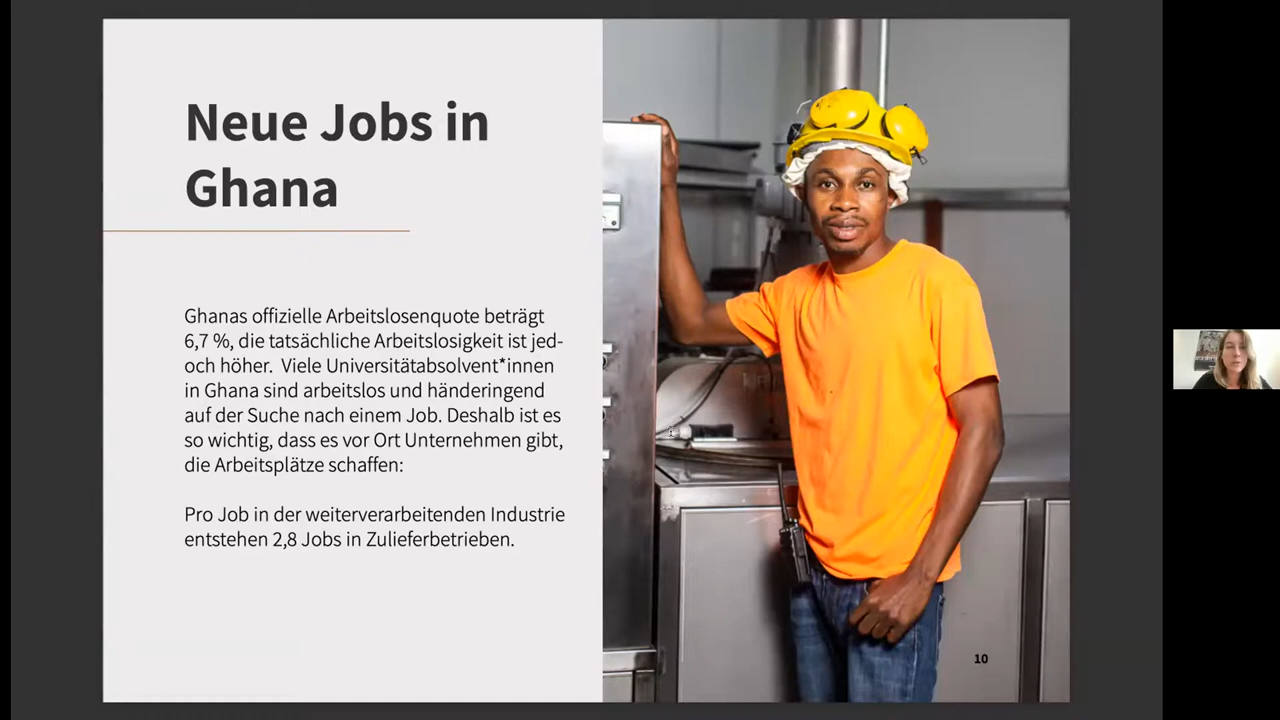 Neue Jobs in
Ghana
Ghanas offizielle Arbeitslosenquote beträgt
6,7 %, die tatsächliche Arbeitslosigkeit ist jed-
och höher.  Viele Universitätabsolvent*innen
in Ghana sind arbeitslos und händeringend
auf der Suche nach einem Job. Deshalb ist es
so wichtig, dass es vor Ort Unternehmen gibt,
die Arbeitsplätze schaffen:
Pro Job in der weiterverarbeitenden Industrie
entstehen 2,8 Jobs in Zulieferbetrieben.
10